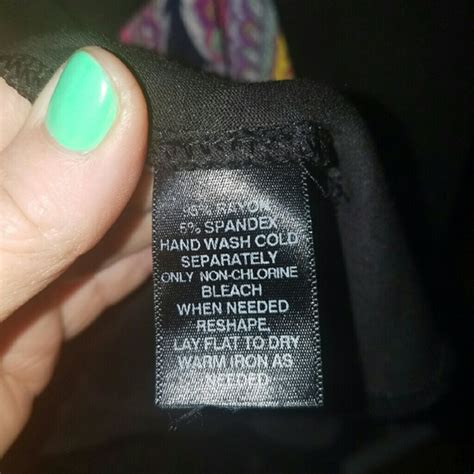 95% RAYON
5% SPANDEX
HAND WASH COLD
SEPARATELY
ONLY NON-CHLORINE
BLEACH
WHEN NEEDED
RESHAPE.
LAY FLAT TO DRY
WARM IRON AS
NEEDED